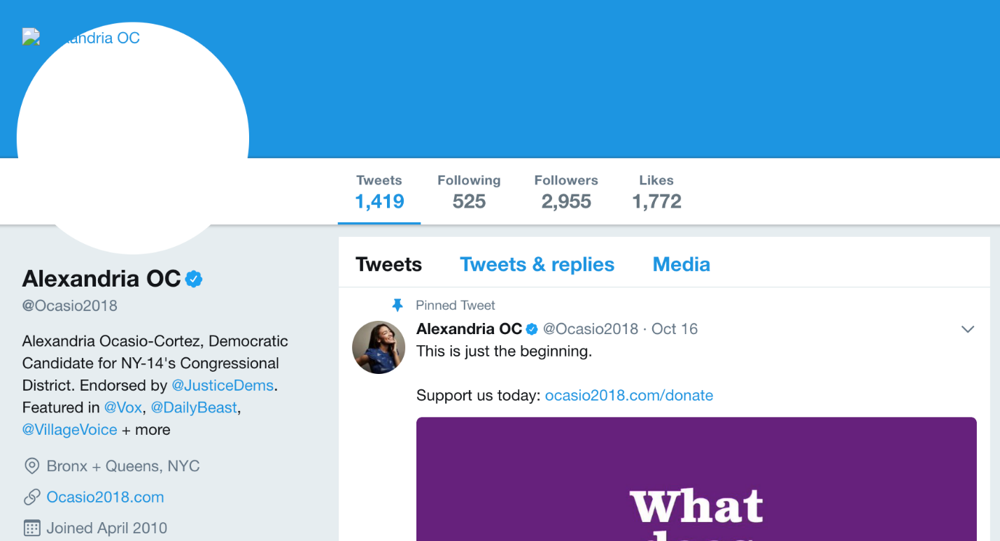 andria OC
Tweets Following Followers Likes
1,419 525 2,955 1,772
Alexandria OC
@Ocasio2018
Alexandria Ocasio-Cortez, Democratic
Candidate for NY-14's Congressional
District. Endorsed by @JusticeDems.
Featured in @Vox, @DailyBeast,
@VillageVoice + more
Bronx + Queens, NYC
Ocasio2018.com
Joined April 2010
Tweets Tweets & replies Media
Pinned Tweet
Alexandria OC @Ocasio2018 · Oct 16
This is just the beginning.
Support us today: ocasio2018.com/donate
What